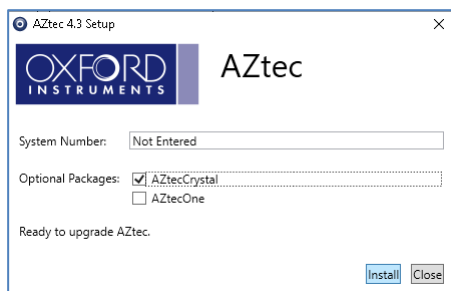 AZtec 4.3 Setup
OXFORD
INSTRUMENTS
AZtec
System Number: Not Entered
Optional Packages: AZtecCrystal
AZtecOne
Ready to upgrade AZtec.
Install Close